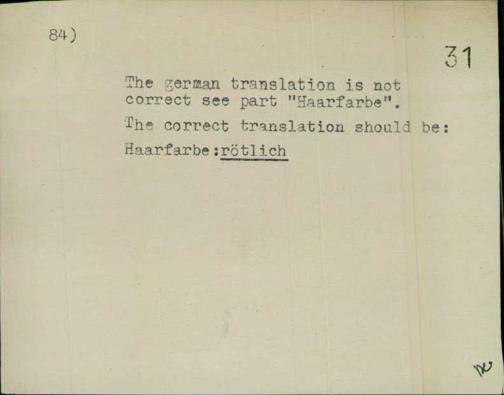 84)
31
The german translation is not
correct see part "Haarfarbe".
The correct translation should be:
Haarfarbe:rötlich